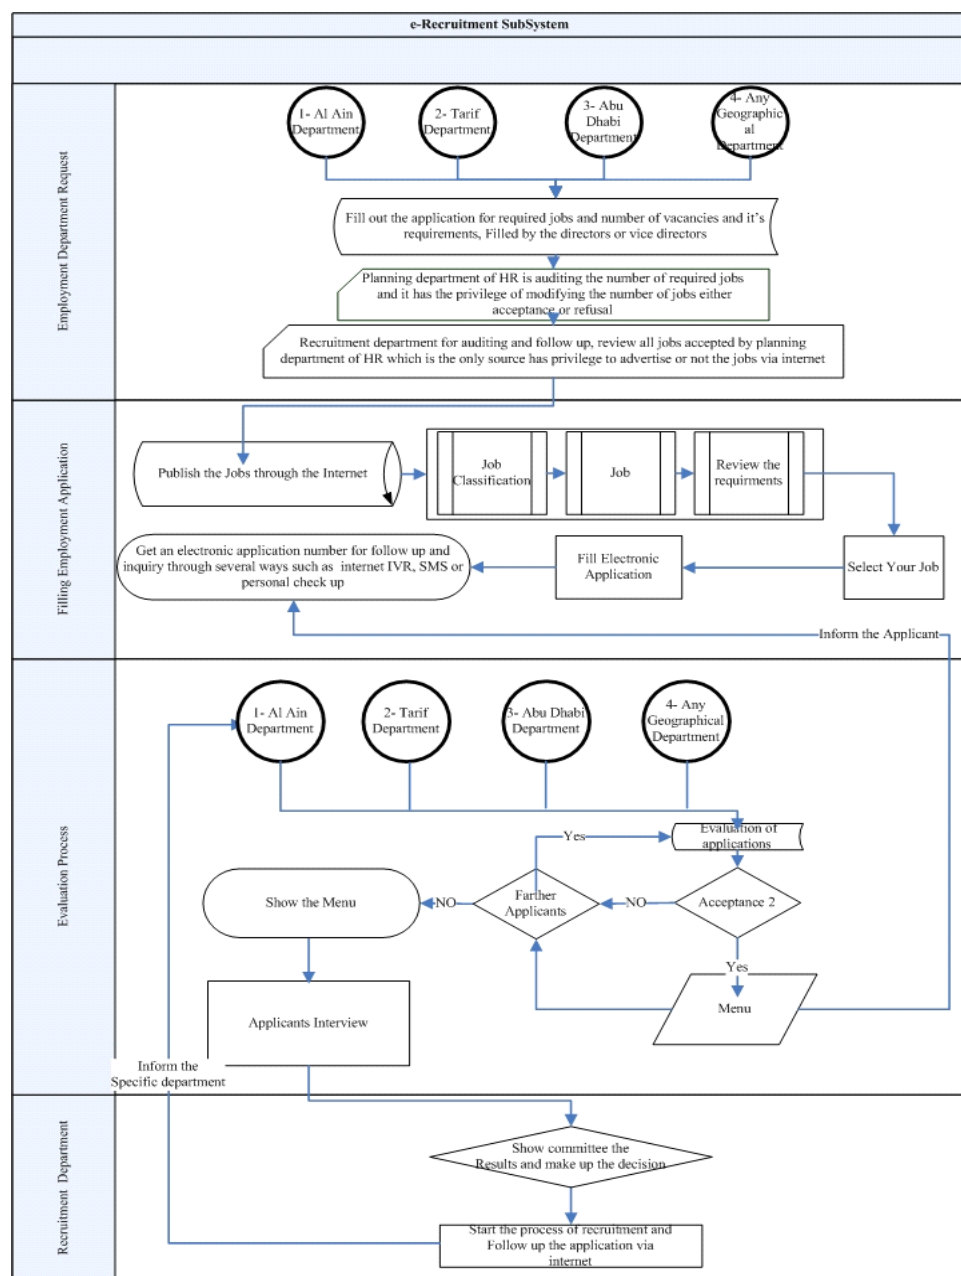 e-Recruitment SubSystem
Employment Department Request
1- Al Ain
Department
2- Tarif
Department
3- Abu
Dhabi
Department
4- Any
Geographic
al
Department
Fill out the application for required jobs and number of vacancies and it's
requirements, Filled by the directors or vice directors
Planning department of HR is auditing the number of required jobs
and it has the privilege of modifying the number of jobs either
acceptance or refusal
Recruitment department for auditing and follow up, review all jobs accepted by planning
department of HR which is the only source has privilege to advertise or not the jobs via internet
Filling Employment Application
Publish the Jobs through the Internet
Job
Classification
Job
Review the
requirments
Get an electronic application number for follow up and
inquiry through several ways such as  internet IVR, SMS or
personal check up
Fill Electronic
Application
Select Your Job
Inform the Applicant
Evaluation Process
1- Al Ain
Department
2- Tarif
Department
3- Abu Dhabi
Department
4- Any
Geographical
Department
Yes
Evaluation of
applications
Show the Menu
NO
Farther
Applicants
NO
Acceptance 2
Yes
Menu
Applicants Interview
Inform the
Specific department
Recruitment  Department
Show committee the
Results and make up the decision
Start the process of recruitment and
Follow up the application via
internet